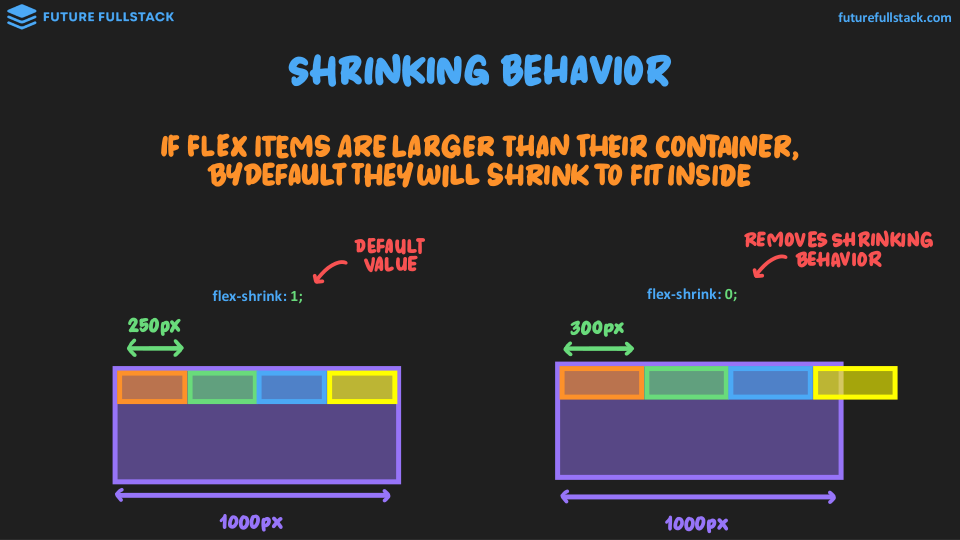 FUTURE FULLSTACK
futurefullstack.com
SHRINKING BEHAVIOR
IF FLEX ITEMS ARE LARGER THAN THEIR CONTAINER,
BY DEFAULT THEY WILL SHRINK TO FIT INSIDE
DEFAULT
VALUE
flex-shrink: 1;
250px
1000px
REMOVES SHRINKING
BEHAVIOR
flex-shrink: 0;
300px
1000px